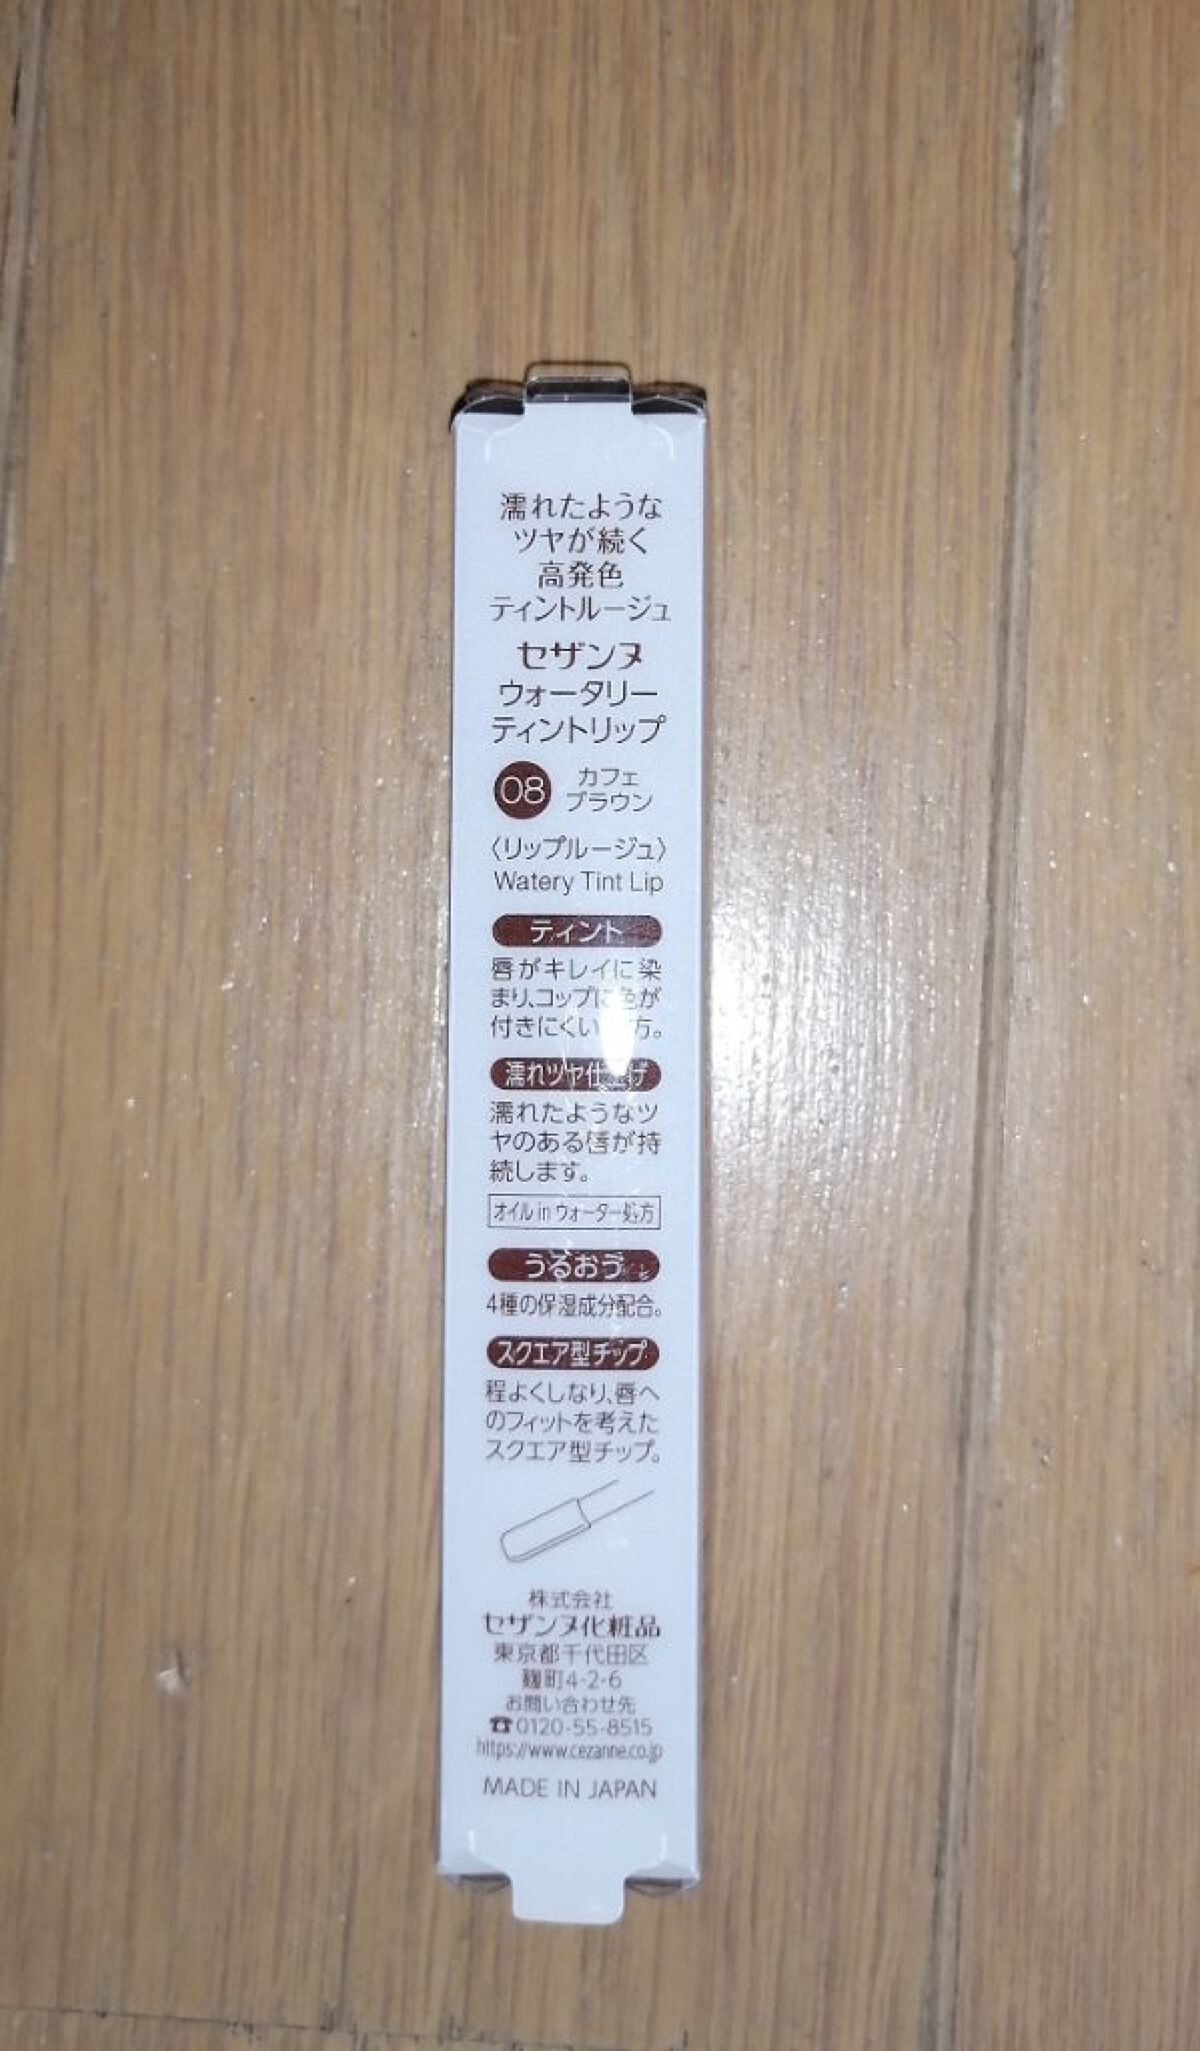 濡れたような
ツヤが続く
高発色
ティントルージュ
セザンヌ
ウォータリー
ティントリップ
08 カフェ
ブラウン
〈リップルージュ〉
Watery Tint Lip
ティント
唇がキレイに染
まり、コップに色が
付きにくい 方。
濡れツヤ仕上げ
濡れたようなツ
ヤのある唇が持
続します。
オイル in ウォーター処方
うるおう
4種の保湿成分配合。
スクエア型チップ
程よくしなり、唇へ
のフィットを考えた
スクエア型チップ。
株式会社
セザンヌ化粧品
東京都千代田区
麹町4-2-6
お問い合わせ先
☎0120-55-8515
https://www.cezanne.co.jp
MADE IN JAPAN